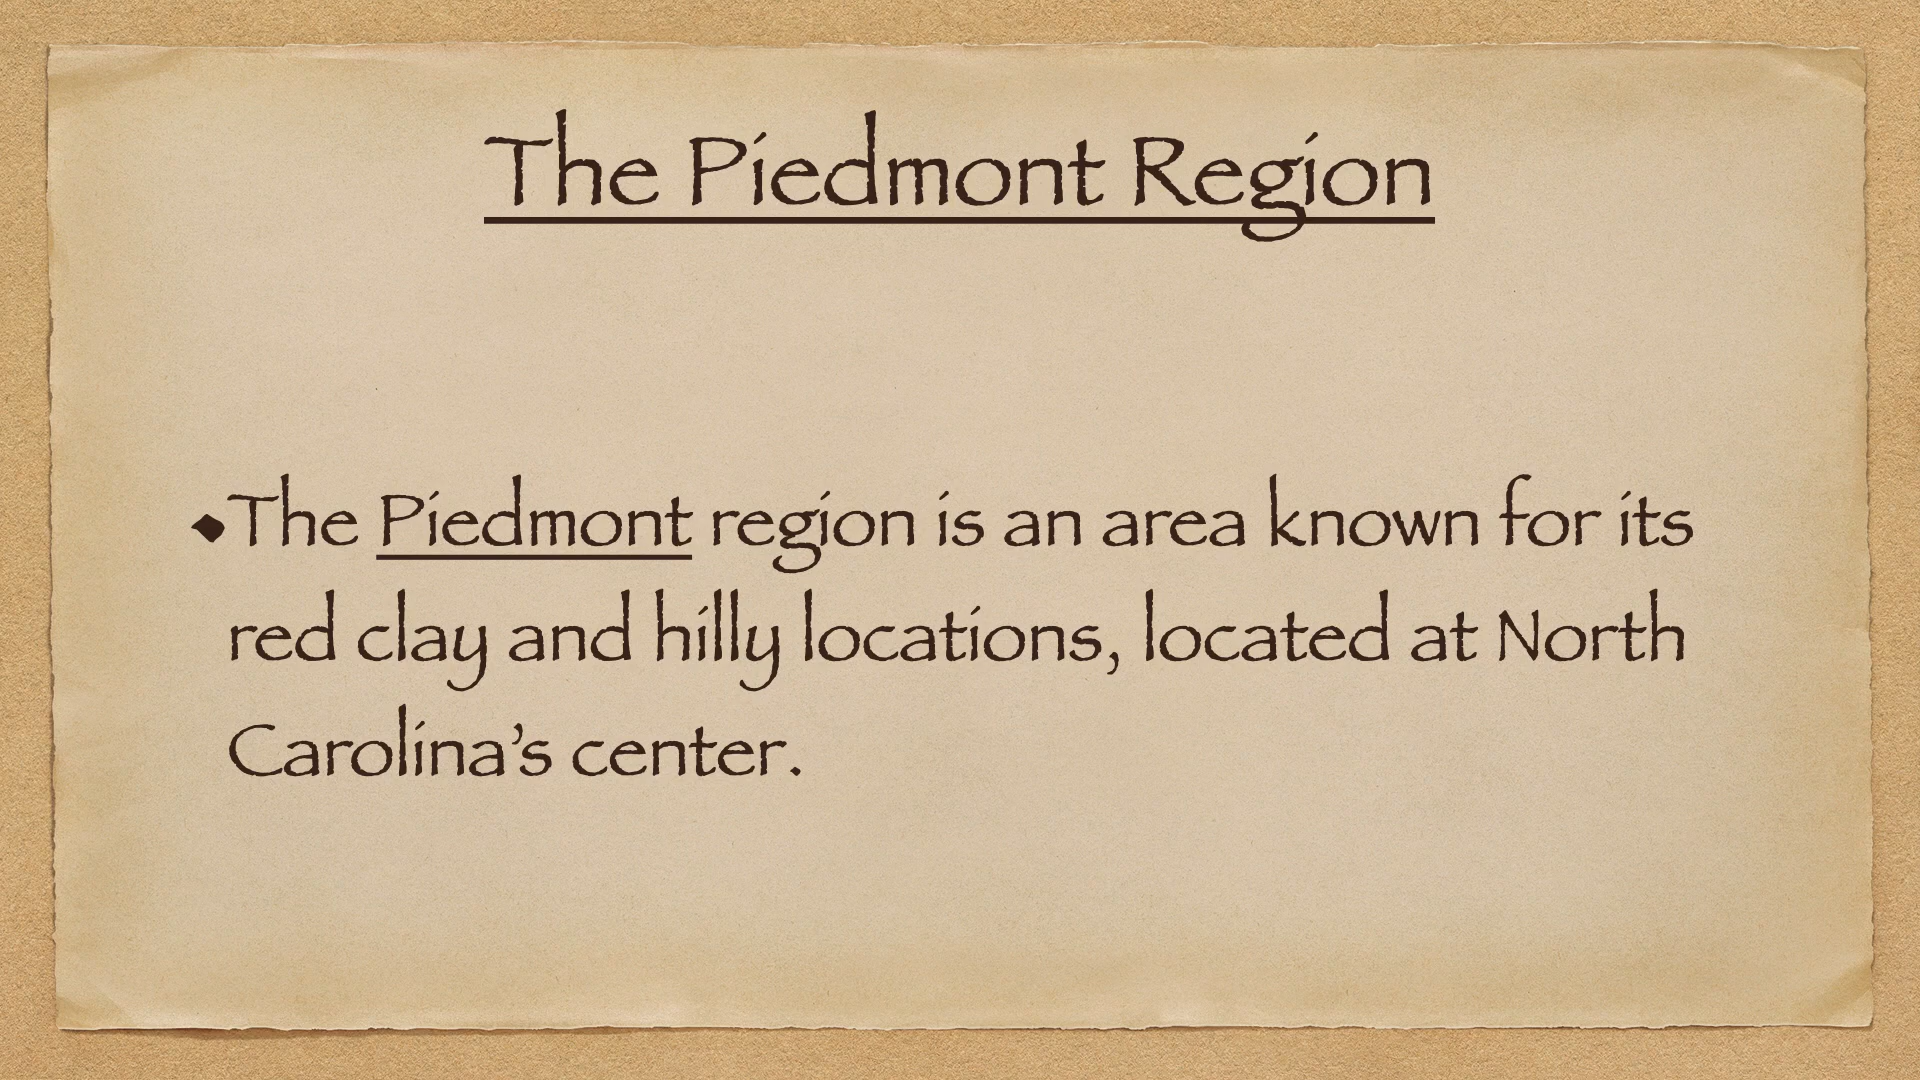 The Piedmont Region
The Piedmont region is an area known for its
red clay and hilly locations, located at North
Carolina’s center.